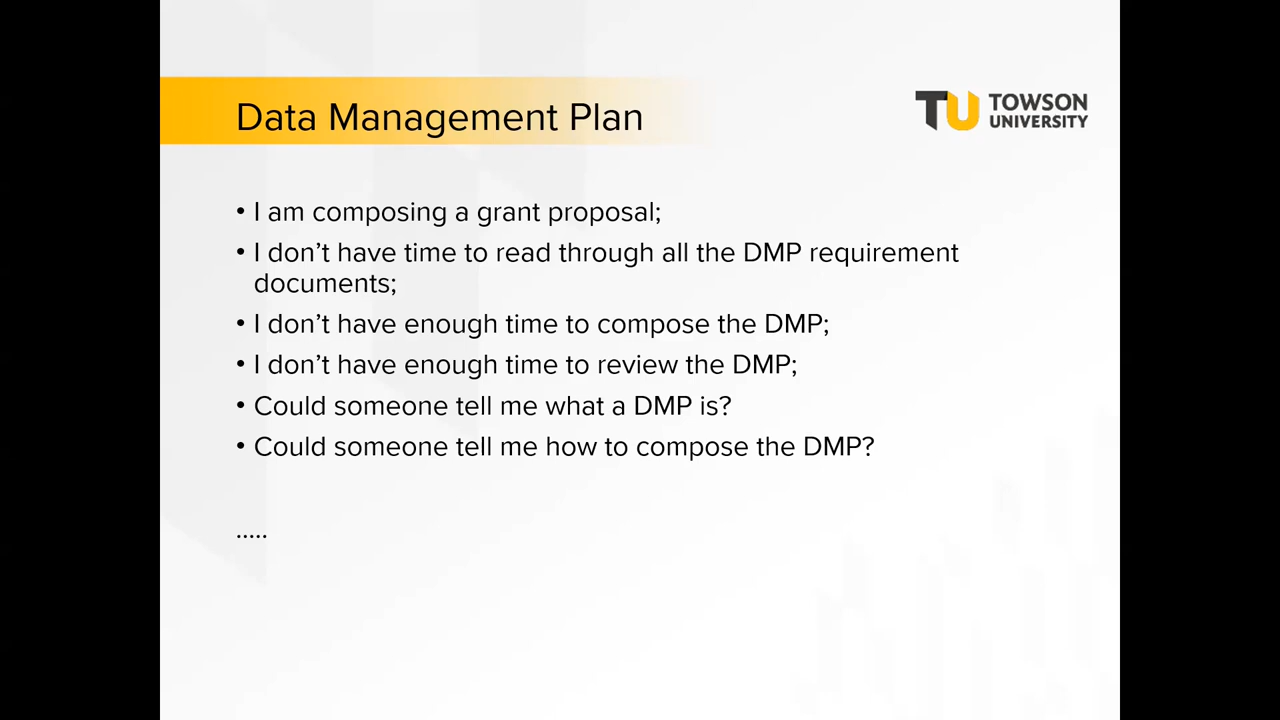 Data Management Plan
TU TOWSON
UNIVERSITY
• I am composing a grant proposal;
• I don’t have time to read through all the DMP requirement
documents;
• I don’t have enough time to compose the DMP;
• I don’t have enough time to review the DMP;
• Could someone tell me what a DMP is?
• Could someone tell me how to compose the DMP?
.....